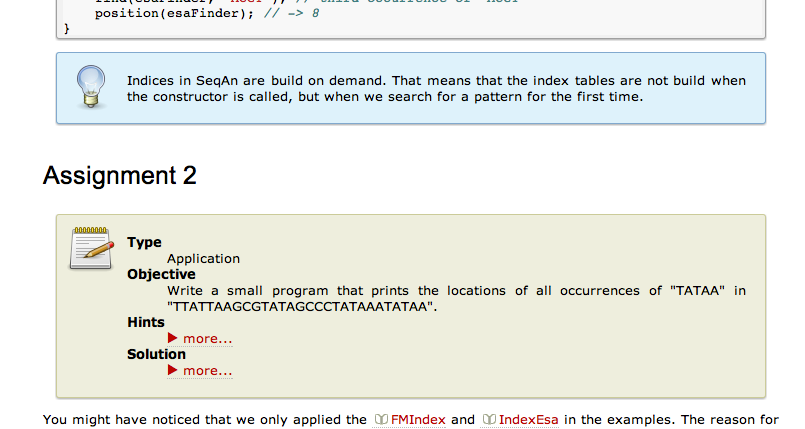 position(esaFinder); // -> 8
}
Indices in SeqAn are build on demand. That means that the index tables are not build when
the constructor is called, but when we search for a pattern for the first time.
Assignment 2
Type
Application
Objective
Write a small program that prints the locations of all occurrences of "TATAA" in
"TTATTAAGCGTATAGCCCTATAAATATAA".
Hints
▶ more...
Solution
▶ more...
You might have noticed that we only applied the FMIndex and IndexEsa in the examples. The reason for